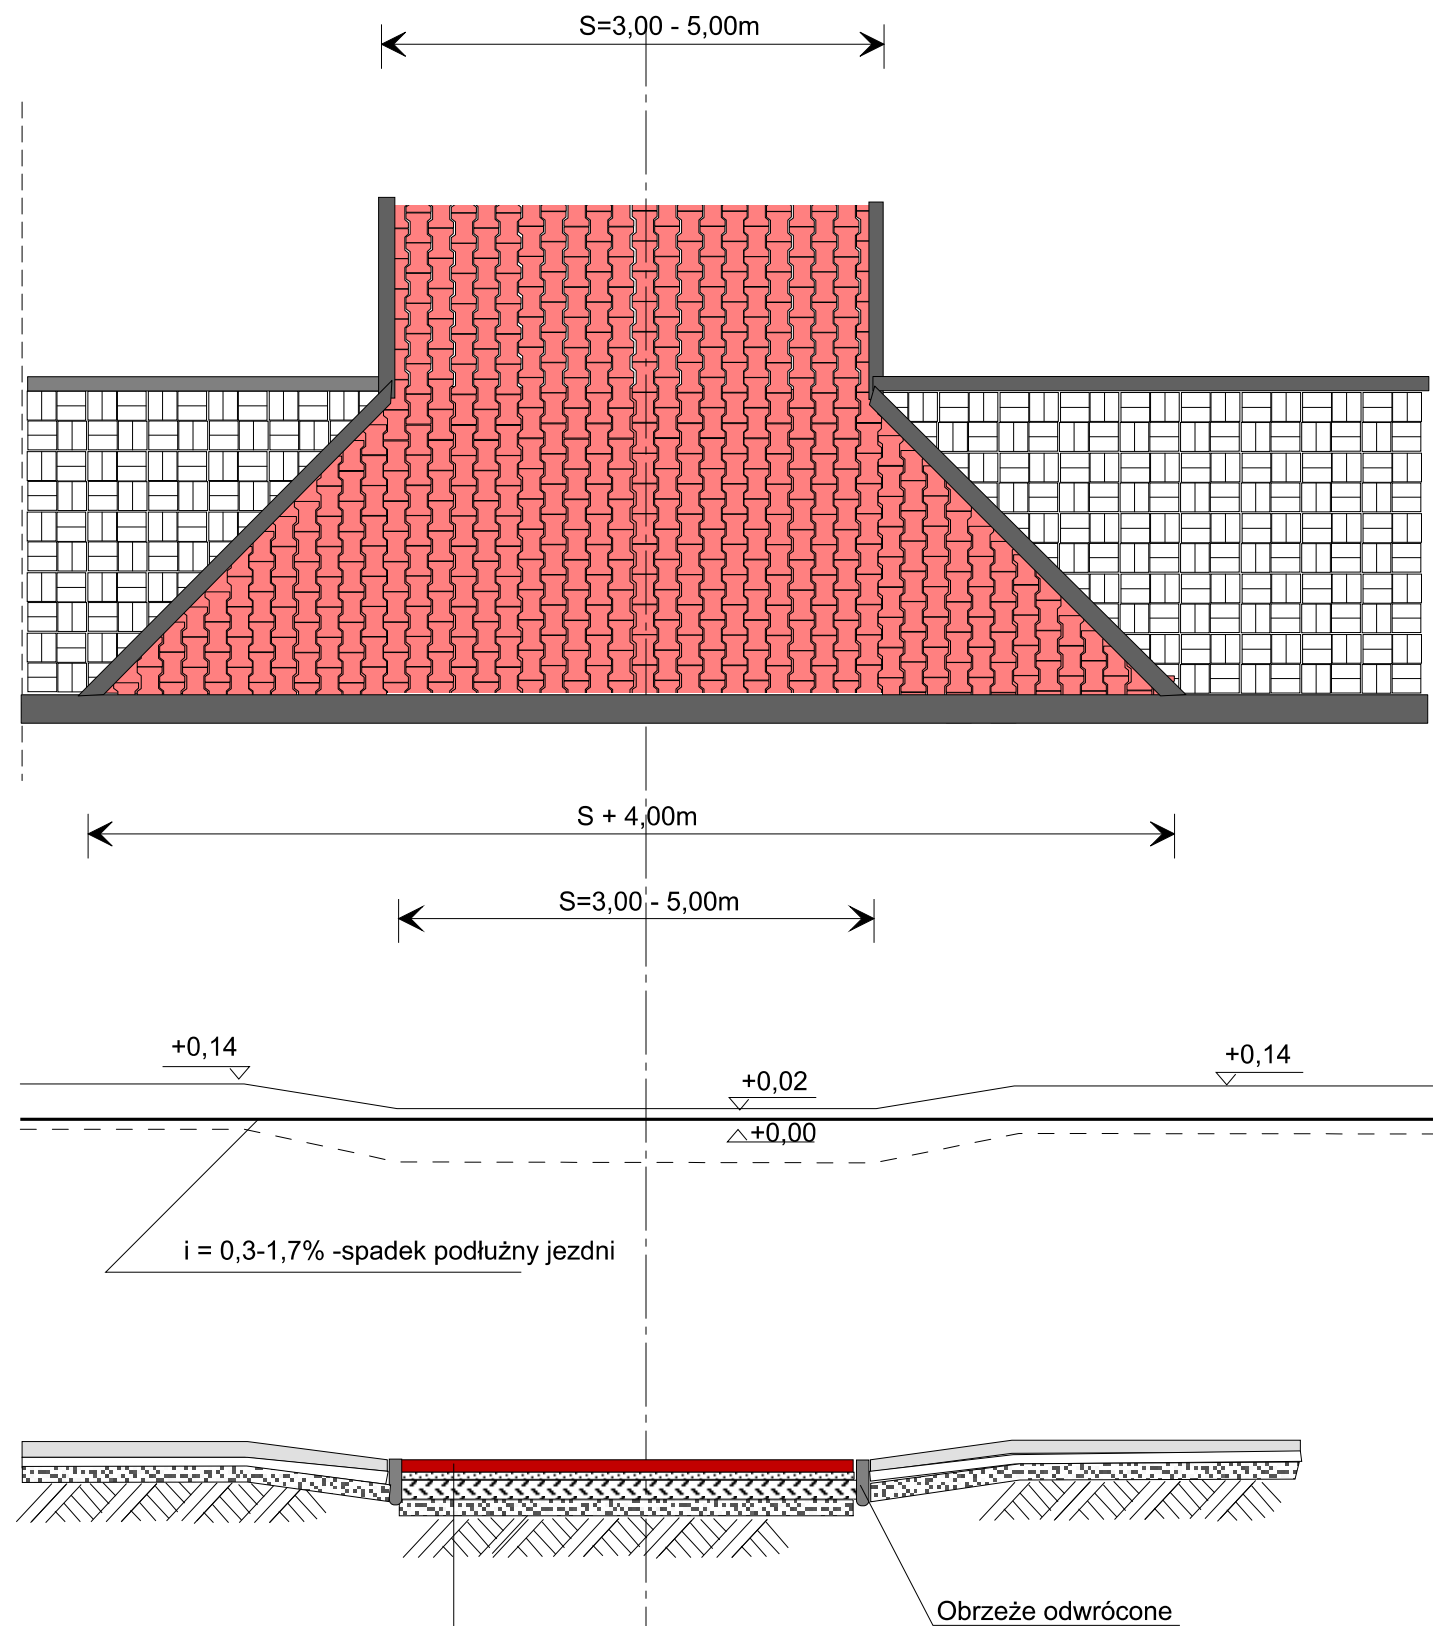 S=3,00 - 5,00m
S + 4,00m
S=3,00 - 5,00m
+0,14
+0,14
+0,02
+0,00
i = 0,3-1,7% -spadek podłużny jezdni
Obrzeże odwrócone